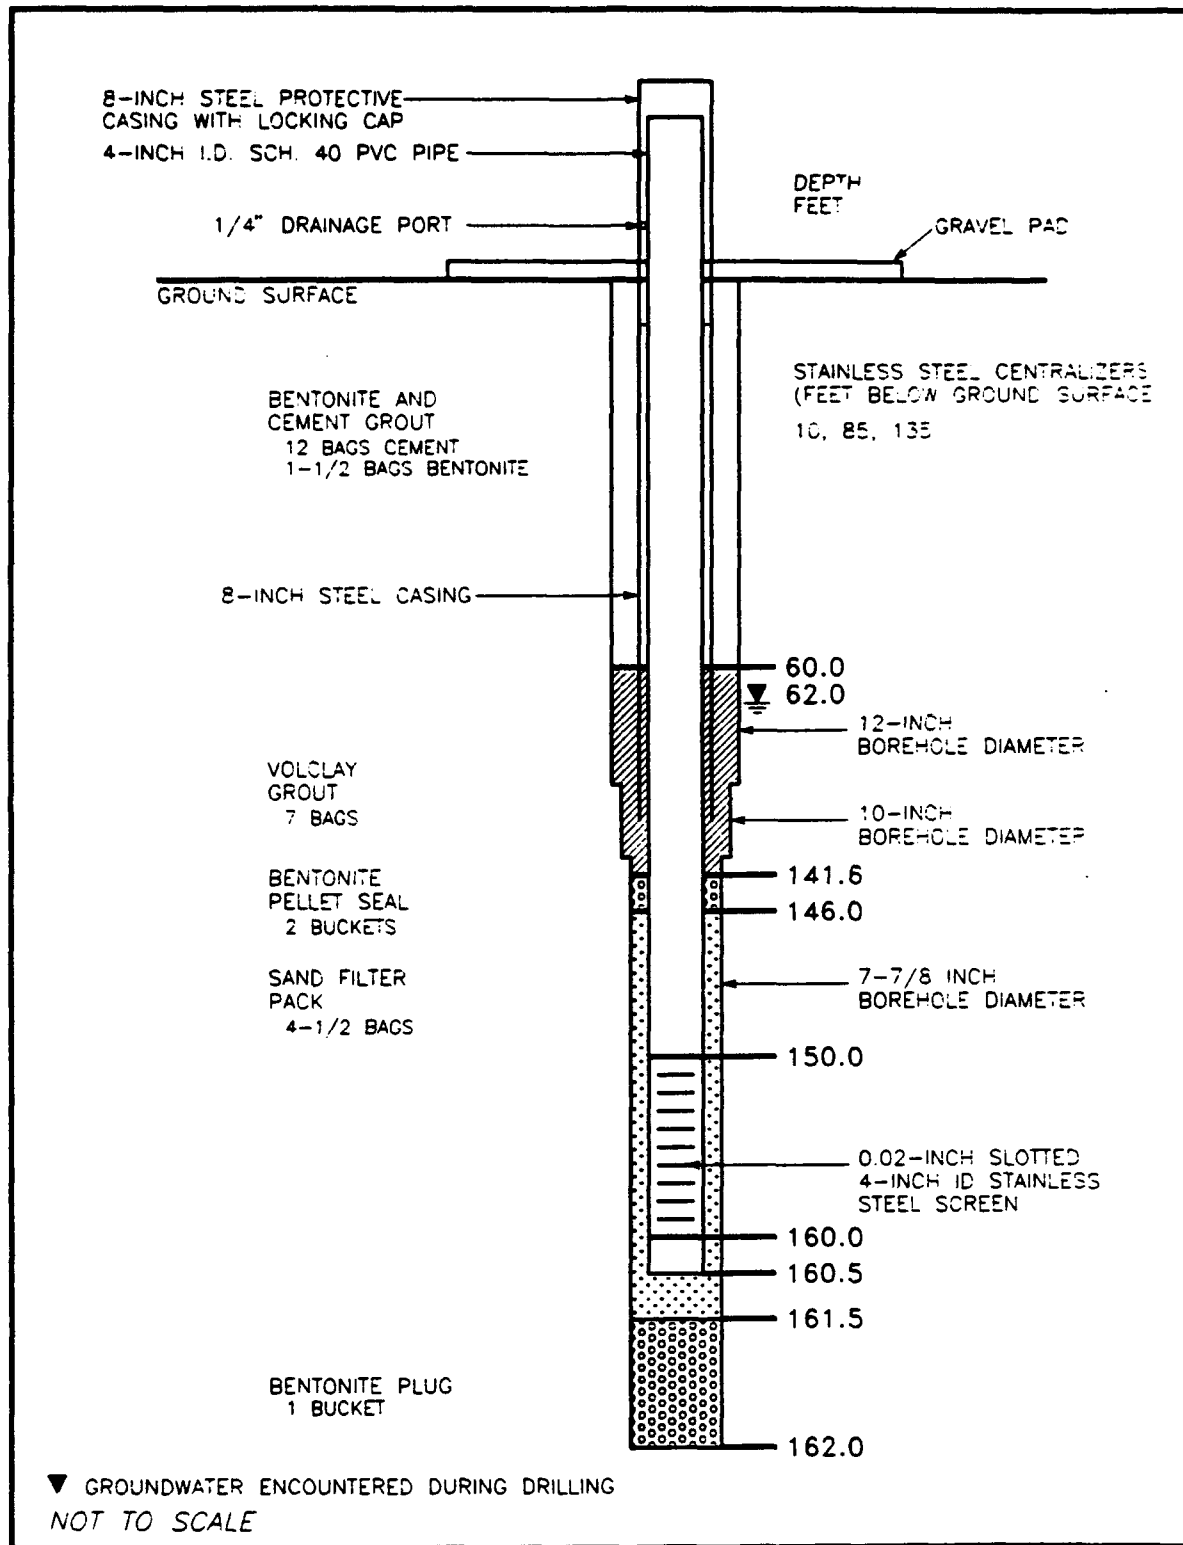 8-INCH STEEL PROTECTIVE
CASING WITH LOCKING CAP
4-INCH I.D. SCH. 40 PVC PIPE
1/4" DRAINAGE PORT
DEPTH
FEET
GRAVEL PAD
GROUND SURFACE
BENTONITE AND
CEMENT GROUT
12 BAGS CEMENT
1-1/2 BAGS BENTONITE
STAINLESS STEEL CENTRALIZERS
(FEET BELOW GROUND SURFACE
10, 85, 135
8-INCH STEEL CASING
60.0
62.0
12-INCH
BOREHOLE DIAMETER
VOLCLAY
GROUT
7 BAGS
10-INCH
BOREHOLE DIAMETER
BENTONITE
PELLET SEAL
2 BUCKETS
141.6
146.0
SAND FILTER
PACK
4-1/2 BAGS
7-7/8 INCH
BOREHOLE DIAMETER
150.0
0.02-INCH SLOTTED
4-INCH ID STAINLESS
STEEL SCREEN
160.0
160.5
161.5
BENTONITE PLUG
1 BUCKET
162.0
▼ GROUNDWATER ENCOUNTERED DURING DRILLING
NOT TO SCALE